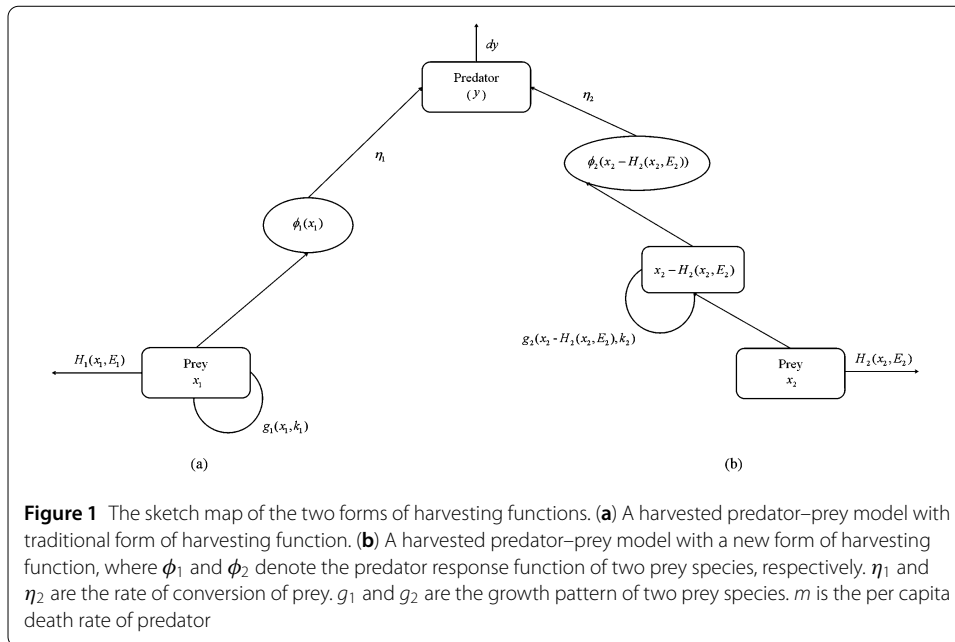 dy
Predator
(y)
η₁
η₂
ϕ₁(x₁)
ϕ₂(x₂ − H₂(x₂, E₂))
x₂ − H₂(x₂, E₂)
g₂(x₂ - H₂(x₂, E₂), k₂)
H₁(x₁, E₁)
Prey
x₁
g₁(x₁, k₁)
Prey
x₂
H₂(x₂, E₂)
(a)
(b)
Figure 1 The sketch map of the two forms of harvesting functions. (a) A harvested predator–prey model with
traditional form of harvesting function. (b) A harvested predator–prey model with a new form of harvesting
function, where ϕ₁ and ϕ₂ denote the predator response function of two prey species, respectively. η₁ and
η₂ are the rate of conversion of prey. g₁ and g₂ are the growth pattern of two prey species. m is the per capita
death rate of predator